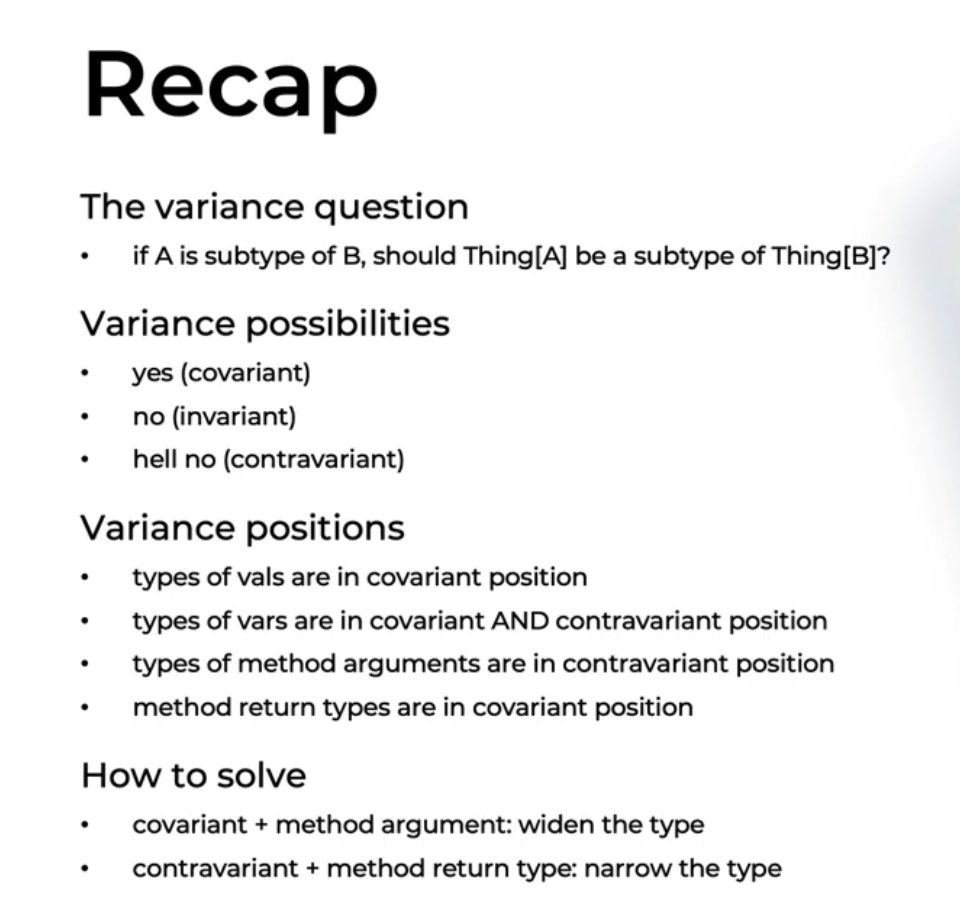 Recap
The variance question
• if A is subtype of B, should Thing[A] be a subtype of Thing[B]?
Variance possibilities
• yes (covariant)
• no (invariant)
• hell no (contravariant)
Variance positions
• types of vals are in covariant position
• types of vars are in covariant AND contravariant position
• types of method arguments are in contravariant position
• method return types are in covariant position
How to solve
• covariant + method argument: widen the type
• contravariant + method return type: narrow the type